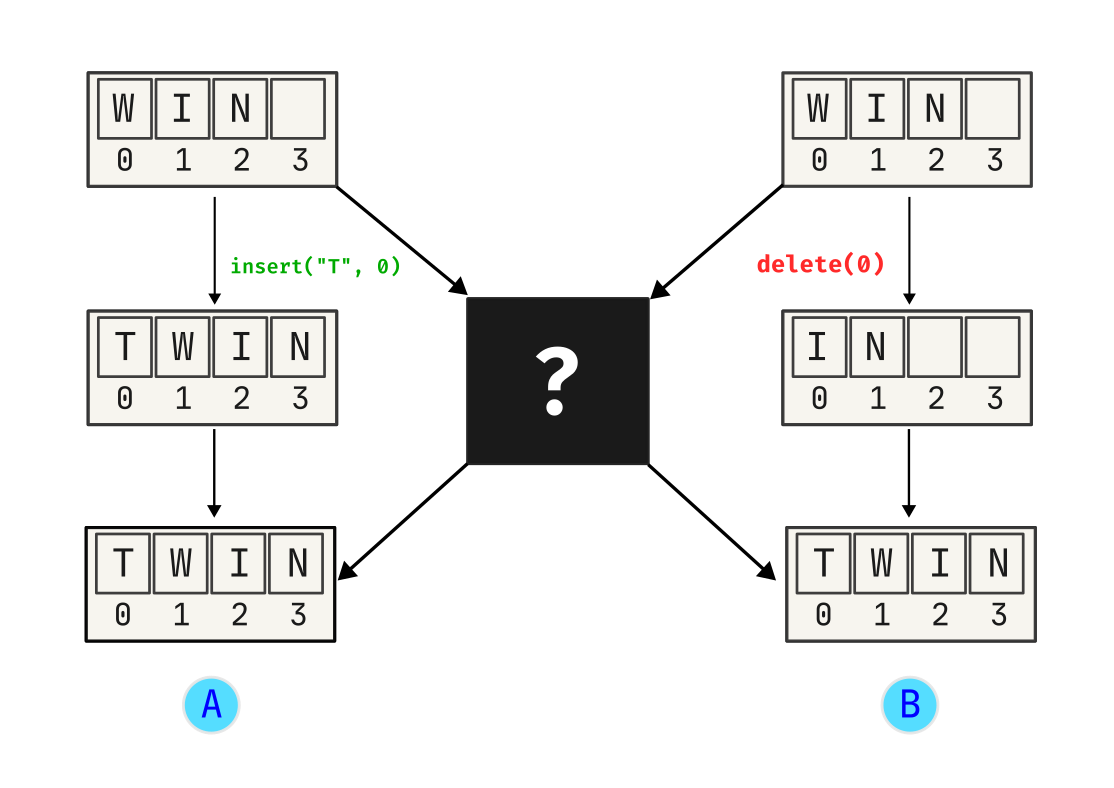 W I N
0 1 2 3
W I N
0 1 2 3
insert("T", 0)
delete(0)
T W I N
0 1 2 3
?
I N
0 1 2 3
T W I N
0 1 2 3
T W I N
0 1 2 3
A
B